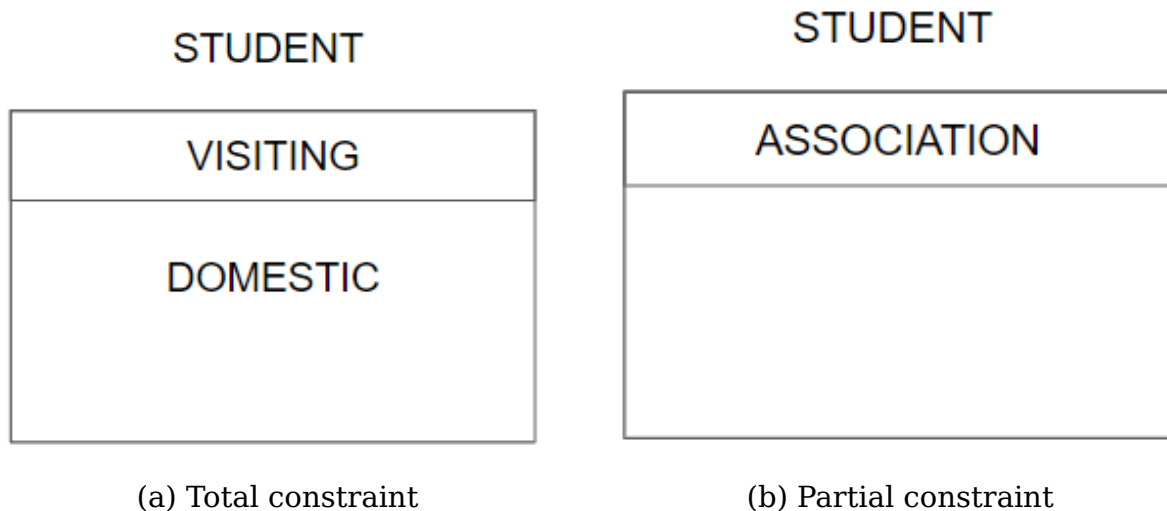 STUDENT
VISITING
DOMESTIC
(a) Total constraint
STUDENT
ASSOCIATION
(b) Partial constraint